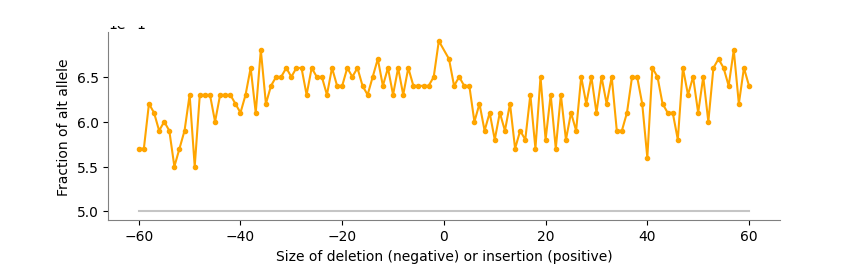 6.5
6.0
5.5
5.0
Fraction of alt allele
−60 −40 −20 0 20 40 60
Size of deletion (negative) or insertion (positive)